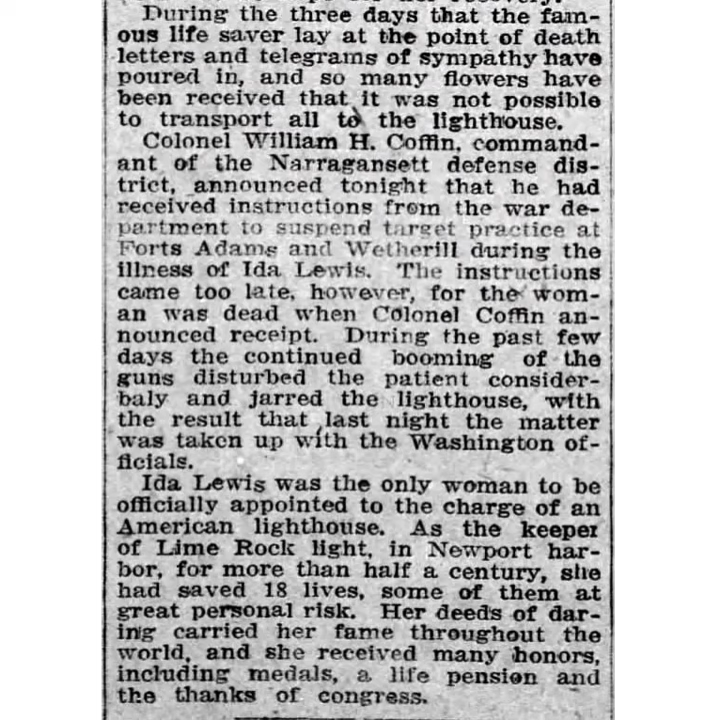 During the three days that the fam-
ous life saver lay at the point of death
letters and telegrams of sympathy have
poured in, and so many flowers have
been received that it was not possible
to transport all to the lighthouse.
Colonel William H. Coffin, command-
ant of the Narragansett defense dis-
trict, announced tonight that he had
received instructions from the war de-
partment to suspend target practice at
Forts Adams and Wetherill during the
illness of Ida Lewis. The instructions
came too late, however, for the wom-
an was dead when Colonel Coffin an-
nounced receipt. During the past few
days the continued booming of the
guns disturbed the patient consider-
baly and jarred the lighthouse, with
the result that last night the matter
was taken up with the Washington of-
ficials.
Ida Lewis was the only woman to be
officially appointed to the charge of an
American lighthouse. As the keeper
of Lime Rock light, in Newport har-
bor, for more than half a century, she
had saved 18 lives, some of them at
great personal risk. Her deeds of dar-
ing carried her fame throughout the
world, and she received many honors,
including medals, a life pension and
the thanks of congress.